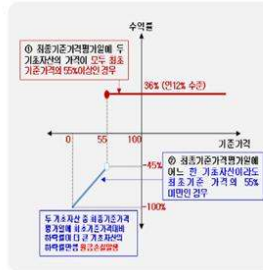 수익률
① 최종기준가격평가일에 두
기초자산의 가격이 모두 최초
기준가격의 55%이상인 경우
36% (연12% 수준)
0 55 100
기준가격
-45%
② 최종기준가격평가일에
어느 한 기초자산이라도
최초기준 가격의 55%
미만인 경우
-100%
두 기초자산 중 최종기준가격
평가일에 최초기준가격대비
하락률이 더 큰 기초자산의
하락률만큼 원금손실발생